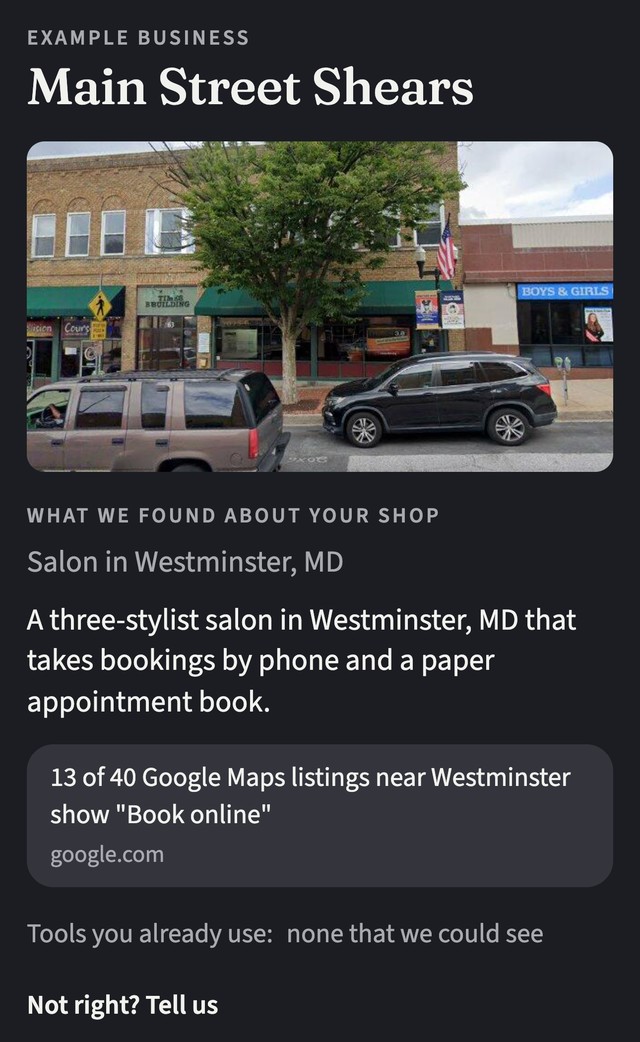 EXAMPLE BUSINESS
Main Street Shears
BUILDING
BOYS & GIRLS
WHAT WE FOUND ABOUT YOUR SHOP
Salon in Westminster, MD
A three-stylist salon in Westminster, MD that
takes bookings by phone and a paper
appointment book.
13 of 40 Google Maps listings near Westminster
show "Book online"
google.com
Tools you already use: none that we could see
Not right? Tell us